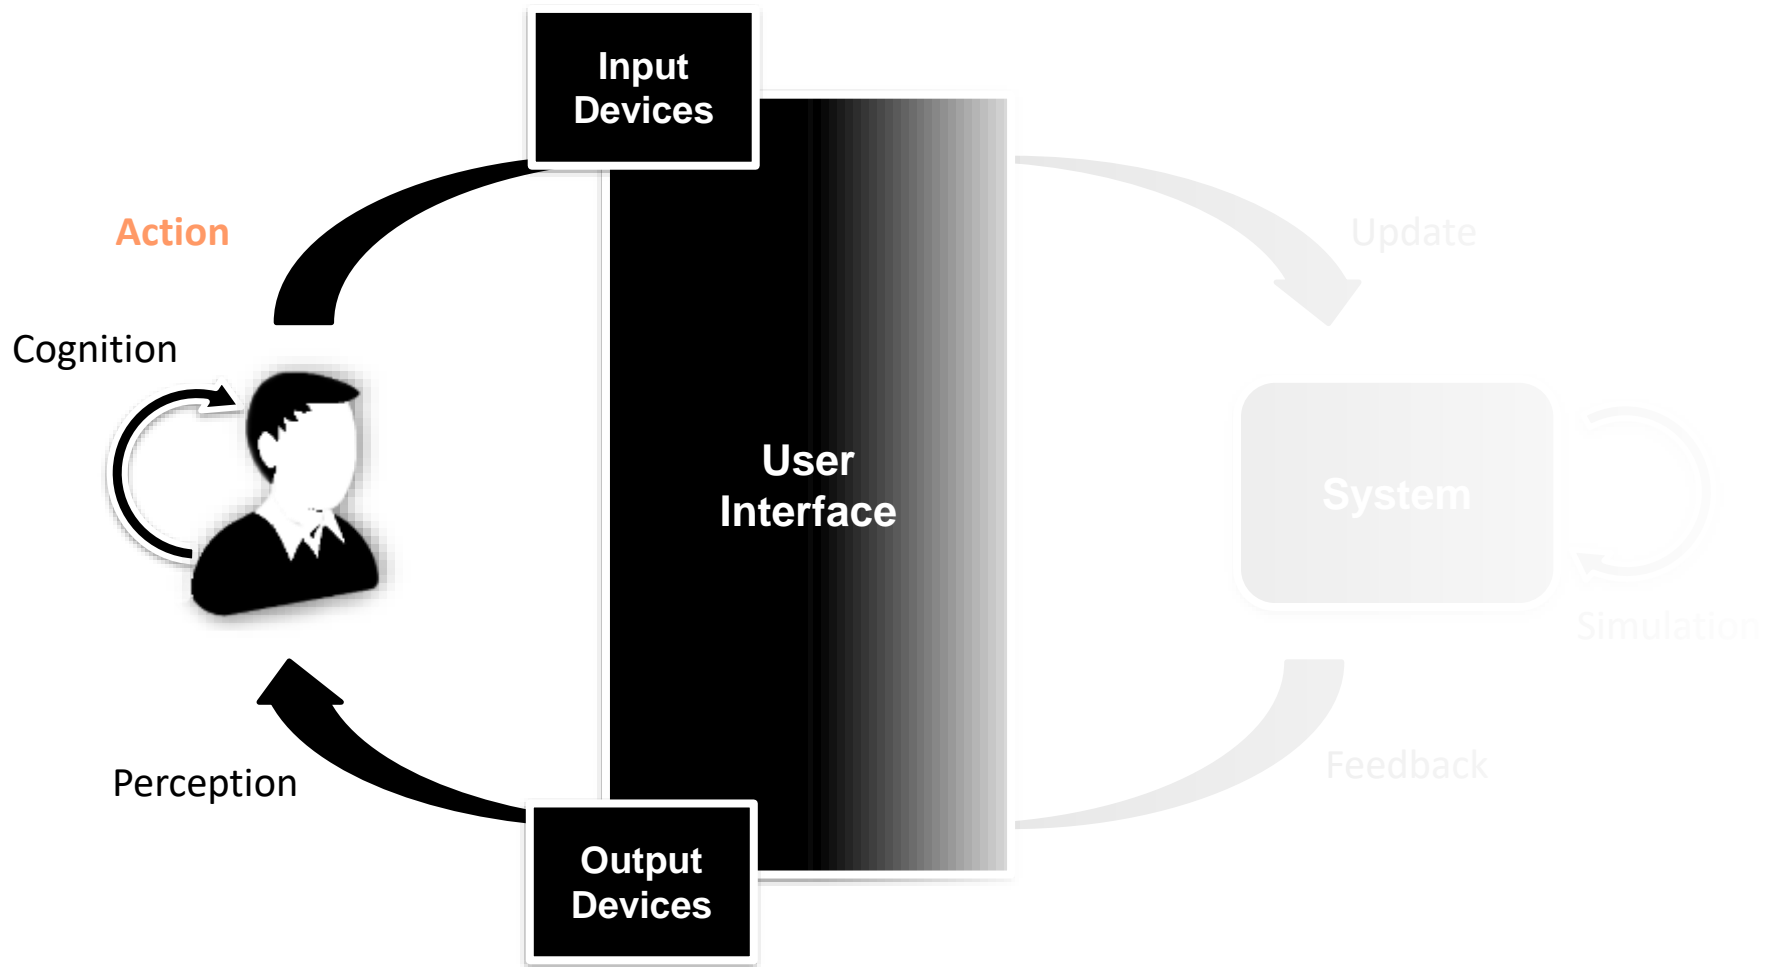 Input
Devices
Action
Update
Cognition
User
Interface
System
Simulation
Perception
Feedback
Output
Devices